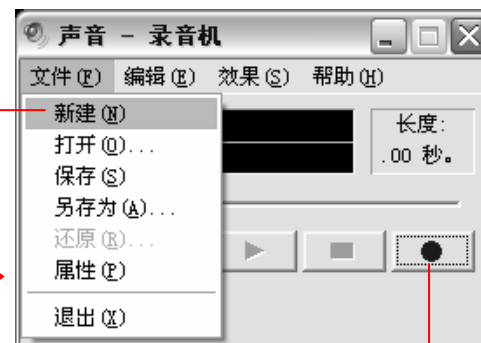 声音 - 录音机
文件(F) 编辑(E) 效果(S) 帮助(H)
新建(N)
打开(O)...
保存(S)
另存为(A)...
还原(R)...
属性(P)
退出(X)
长度:
.00 秒。